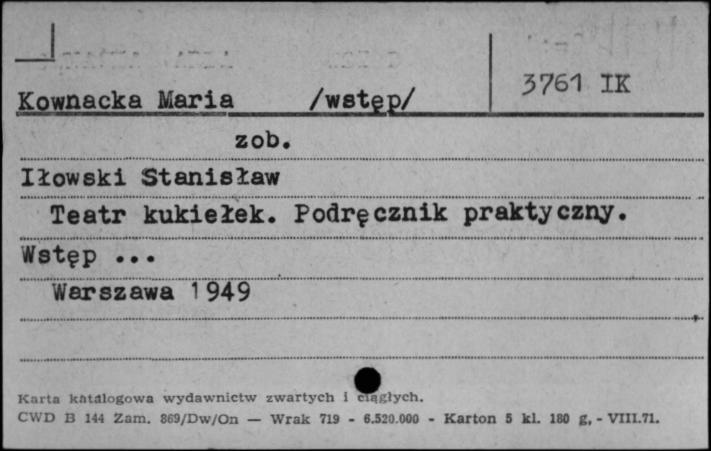 3761 IK
Kownacka Maria /wstęp/
zob.
Iłowski Stanisław
Teatr kukiełek. Podręcznik praktyczny.
Wstęp ...
Warszawa 1949
Karta katalogowa wydawnictw zwartych i ciągłych.
CWD B 144 Zam. 869/Dw/On — Wrak 719 - 6.520.000 - Karton 5 kl. 180 g, - VIII.71.